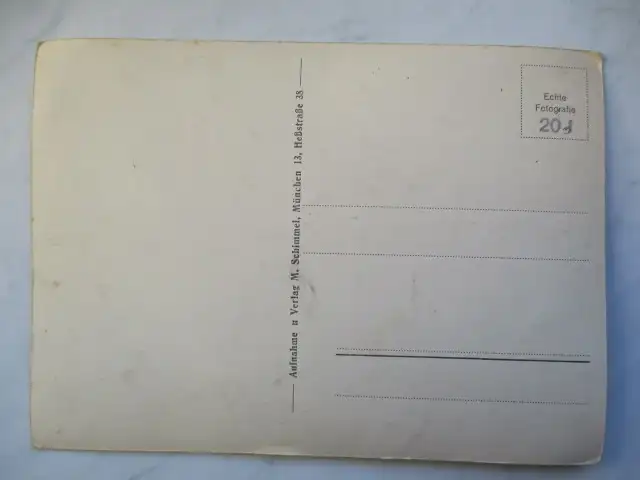 Echte
Fotografie
20₰
Aufnahme u Verlag M. Schimmel, München 13, Heßstraße 38